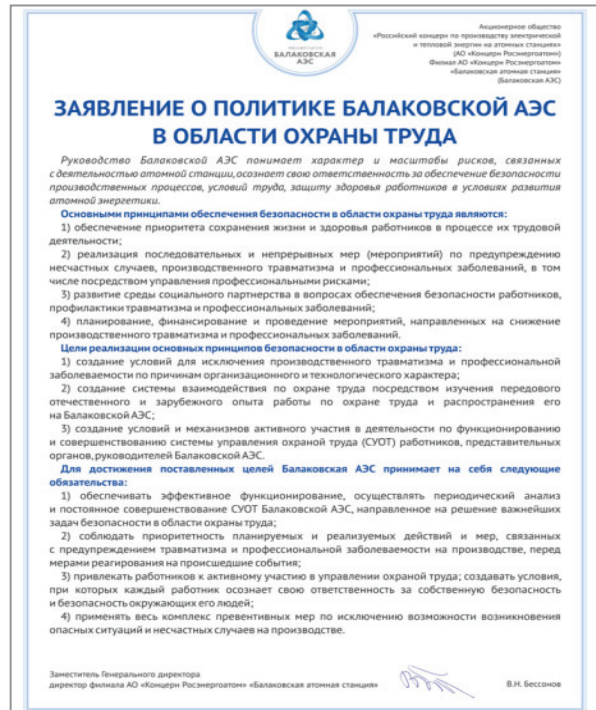 РОСЭНЕРГОАТОМ
БАЛАКОВСКАЯ
АЭС
Акционерное общество
«Российский концерн по производству электрической
и тепловой энергии на атомных станциях»
(АО «Концерн Росэнергоатом»)
Филиал АО «Концерн Росэнергоатом»
«Балаковская атомная станция»
(Балаковская АЭС)
ЗАЯВЛЕНИЕ О ПОЛИТИКЕ БАЛАКОВСКОЙ АЭС
В ОБЛАСТИ ОХРАНЫ ТРУДА
Руководство Балаковской АЭС понимает характер и масштабы рисков, связанных
с деятельностью атомной станции, осознает свою ответственность за обеспечение безопасности
производственных процессов, условий труда, защиту здоровья работников в условиях развития
атомной энергетики.
Основными принципами обеспечения безопасности в области охраны труда являются:
1) обеспечение приоритета сохранения жизни и здоровья работников в процессе их трудовой
деятельности;
2) реализация последовательных и непрерывных мер (мероприятий) по предупреждению
несчастных случаев, производственного травматизма и профессиональных заболеваний, в том
числе посредством управления профессиональными рисками;
3) развитие среды социального партнерства в вопросах обеспечения безопасности работников,
профилактики травматизма и профессиональных заболеваний;
4) планирование, финансирование и проведение мероприятий, направленных на снижение
производственного травматизма и профессиональных заболеваний.
Цели реализации основных принципов безопасности в области охраны труда:
1) создание условий для исключения производственного травматизма и профессиональной
заболеваемости по причинам организационного и технологического характера;
2) создание системы взаимодействия по охране труда посредством изучения передового
отечественного и зарубежного опыта работы по охране труда и распространения его
на Балаковской АЭС;
3) создание условий и механизмов активного участия в деятельности по функционированию
и совершенствованию системы управления охраной труда (СУОТ) работников, представительных
органов, руководителей Балаковской АЭС.
Для достижения поставленных целей Балаковская АЭС принимает на себя следующие
обязательства:
1) обеспечивать эффективное функционирование, осуществлять периодический анализ
и постоянное совершенствование СУОТ Балаковской АЭС, направленное на решение важнейших
задач безопасности в области охраны труда;
2) соблюдать приоритетность планируемых и реализуемых действий и мер, связанных
с предупреждением травматизма и профессиональной заболеваемости на производстве, перед
мерами реагирования на происшедшие события;
3) привлекать работников к активному участию в управлении охраной труда; создавать условия,
при которых каждый работник осознает свою ответственность за собственную безопасность
и безопасность окружающих его людей;
4) применять весь комплекс превентивных мер по исключению возможности возникновения
опасных ситуаций и несчастных случаев на производстве.
Заместитель Генерального директора
директор филиала АО «Концерн Росэнергоатом» «Балаковская атомная станция»
В.Н. Бессонов